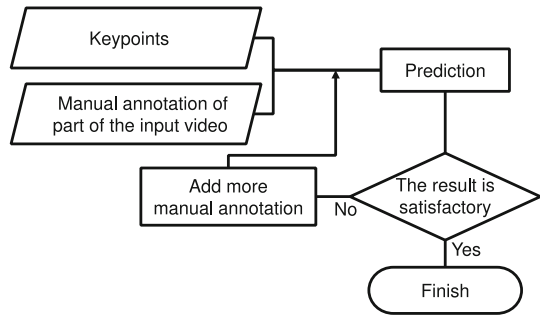 Keypoints
Prediction
Manual annotation of
part of the input video
Add more
manual annotation
No
The result is
satisfactory
Yes
Finish